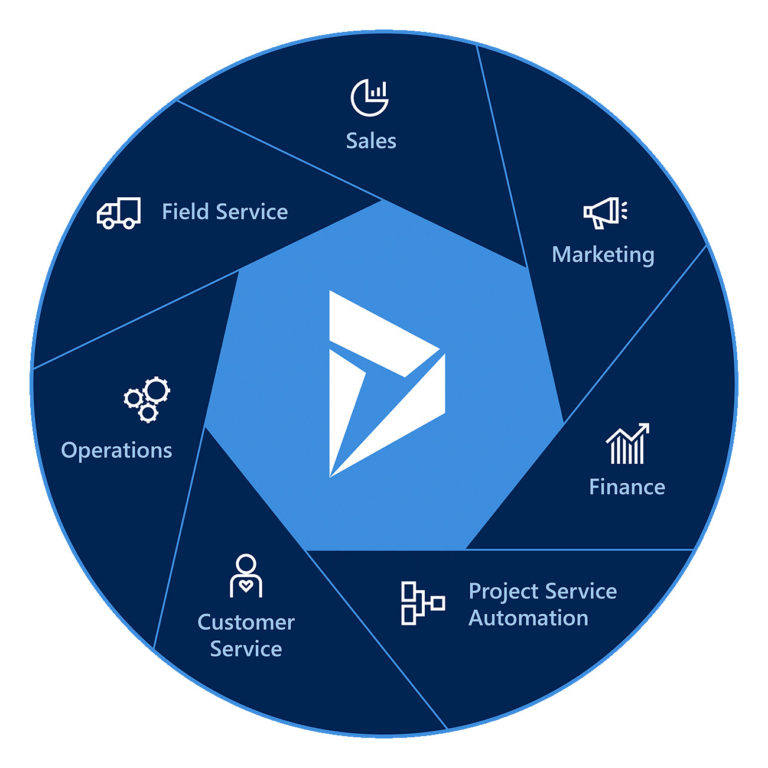 Sales
Marketing
Finance
Project Service
Automation
Customer
Service
Operations
Field Service